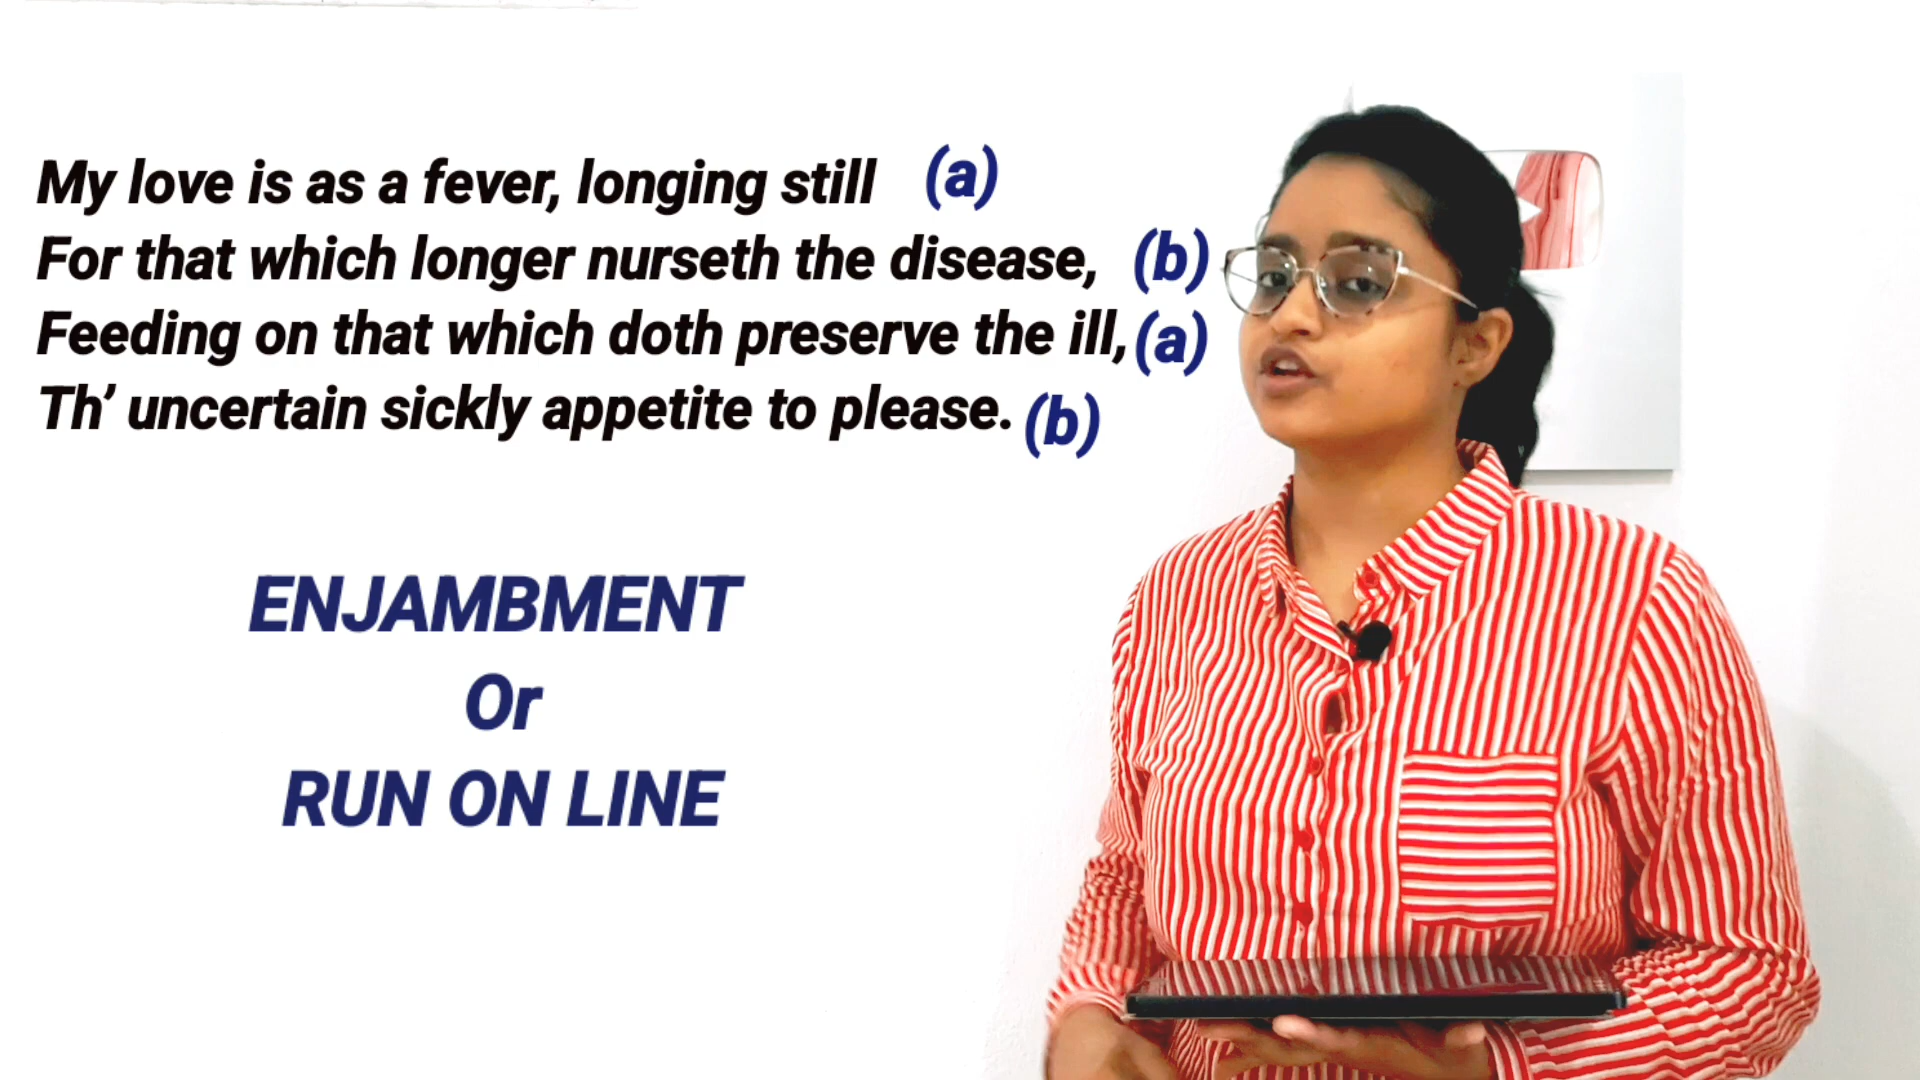 My love is as a fever, longing still (a)
For that which longer nurseth the disease, (b)
Feeding on that which doth preserve the ill, (a)
Th’ uncertain sickly appetite to please. (b)
ENJAMBMENT
Or
RUN ON LINE